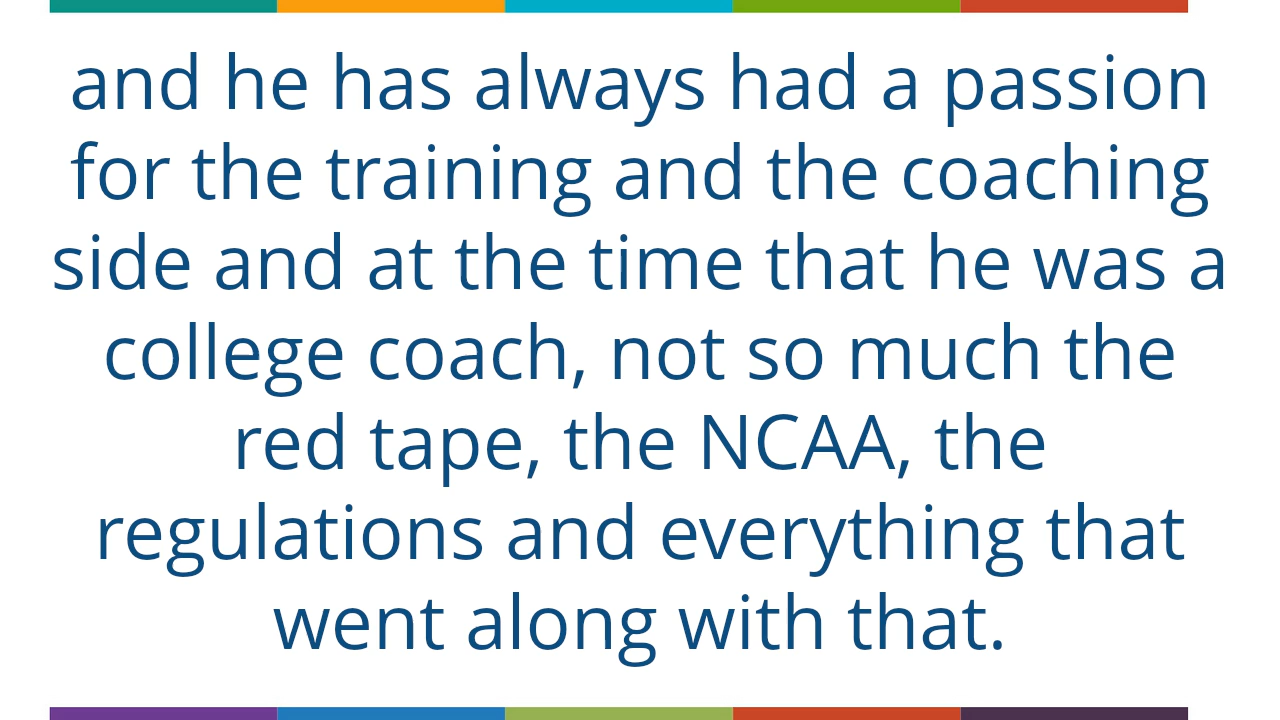 and he has always had a passion
for the training and the coaching
side and at the time that he was a
college coach, not so much the
red tape, the NCAA, the
regulations and everything that
went along with that.